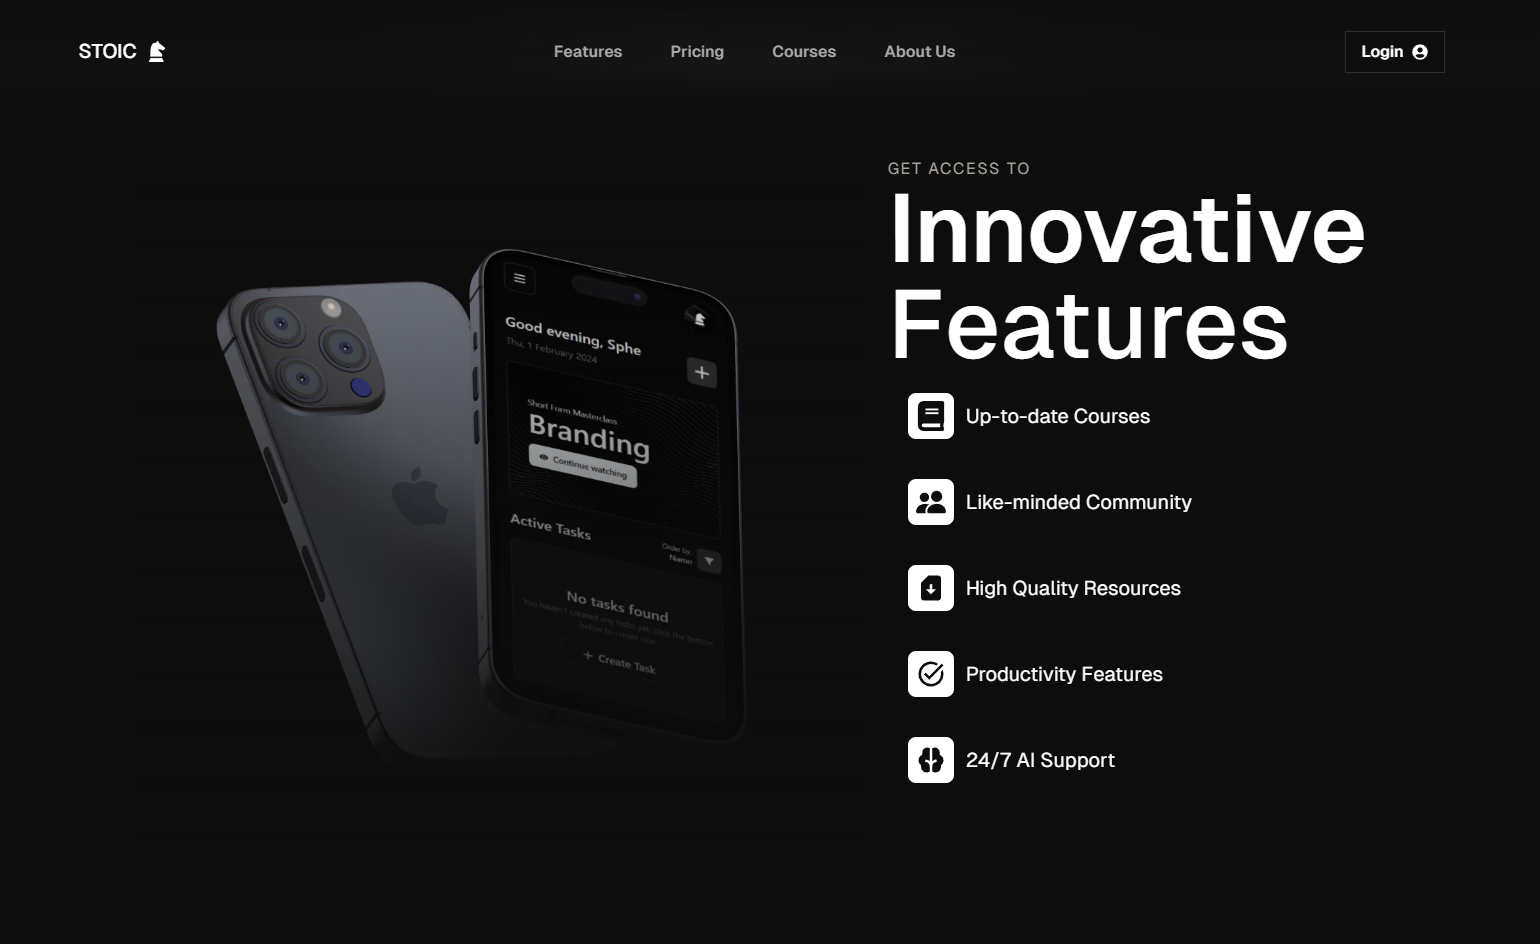 STOIC
Features
Pricing
Courses
About Us
Login
GET ACCESS TO
Innovative
Features
Up-to-date Courses
Like-minded Community
High Quality Resources
Productivity Features
24/7 AI Support
Good evening, Sphe
Thu, 1 February 2024
Short Form Masterclass
Branding
Continue watching
Active Tasks
Order by:
Name
No tasks found
You haven't created any tasks yet, click the button
below to create one.
Create Task